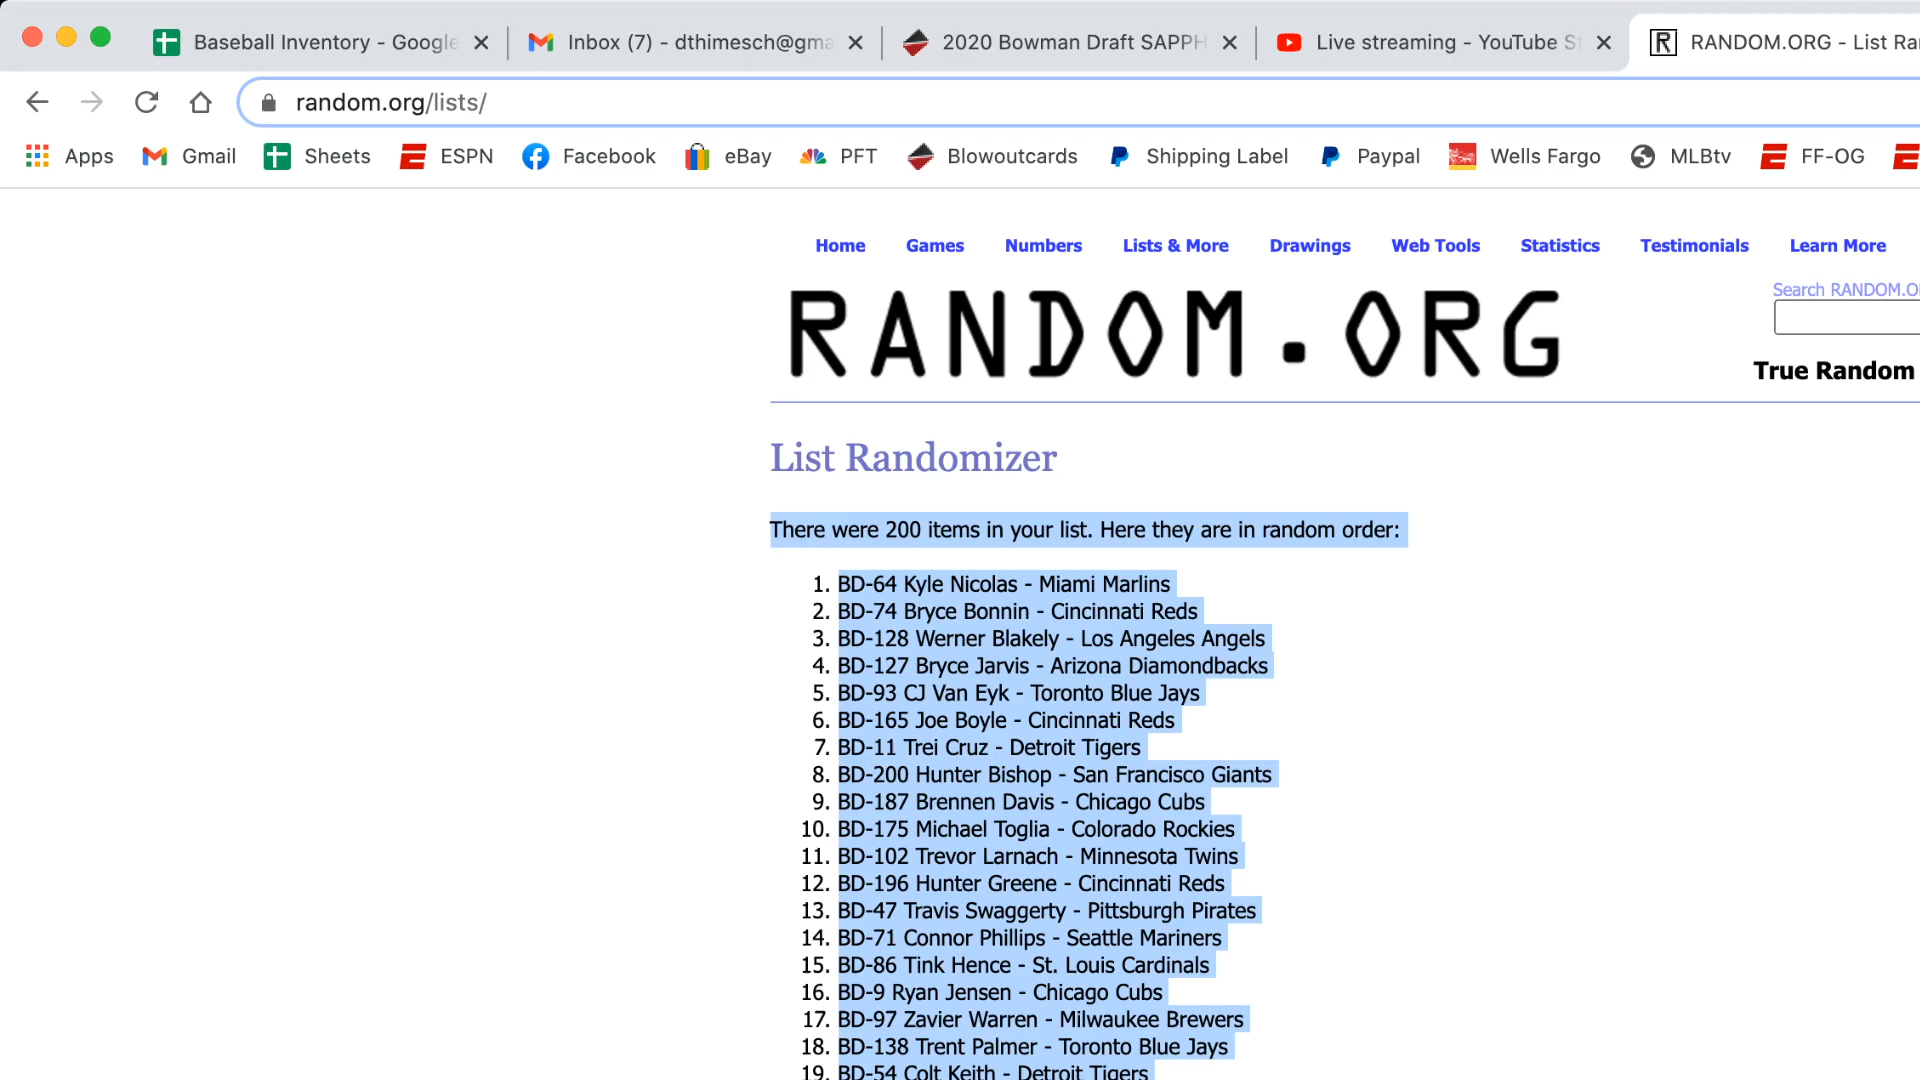 Baseball Inventory - Google
Inbox (7) - dthimesch@gma
2020 Bowman Draft SAPPH
Live streaming - YouTube S
RANDOM.ORG - List Ra
random.org/lists/
Apps Gmail Sheets ESPN Facebook eBay PFT Blowoutcards Shipping Label Paypal Wells Fargo MLBtv FF-OG
Home Games Numbers Lists & More Drawings Web Tools Statistics Testimonials Learn More
RANDOM.ORG
Search RANDOM.O
True Random
List Randomizer
There were 200 items in your list. Here they are in random order:
1. BD-64 Kyle Nicolas - Miami Marlins
2. BD-74 Bryce Bonnin - Cincinnati Reds
3. BD-128 Werner Blakely - Los Angeles Angels
4. BD-127 Bryce Jarvis - Arizona Diamondbacks
5. BD-93 CJ Van Eyk - Toronto Blue Jays
6. BD-165 Joe Boyle - Cincinnati Reds
7. BD-11 Trei Cruz - Detroit Tigers
8. BD-200 Hunter Bishop - San Francisco Giants
9. BD-187 Brennen Davis - Chicago Cubs
10. BD-175 Michael Toglia - Colorado Rockies
11. BD-102 Trevor Larnach - Minnesota Twins
12. BD-196 Hunter Greene - Cincinnati Reds
13. BD-47 Travis Swaggerty - Pittsburgh Pirates
14. BD-71 Connor Phillips - Seattle Mariners
15. BD-86 Tink Hence - St. Louis Cardinals
16. BD-9 Ryan Jensen - Chicago Cubs
17. BD-97 Zavier Warren - Milwaukee Brewers
18. BD-138 Trent Palmer - Toronto Blue Jays
19. BD-54 Colt Keith - Detroit Tigers